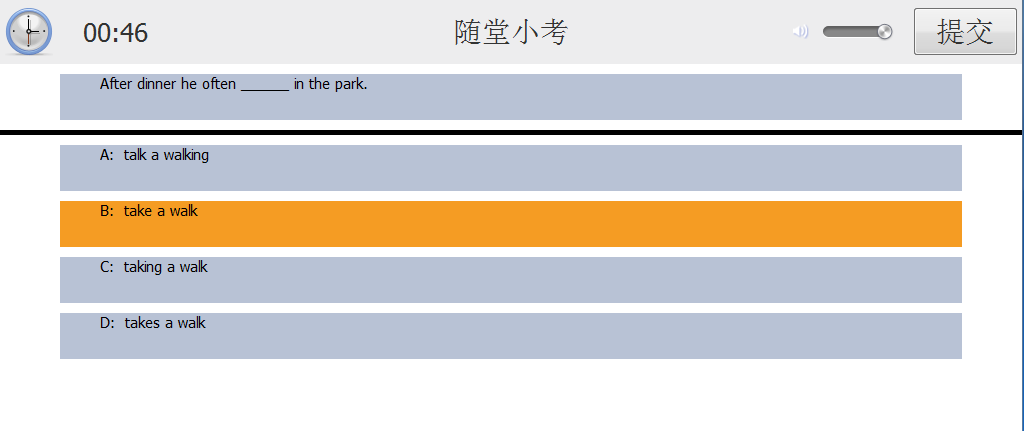 00:46 随堂小考 提交
After dinner he often ______ in the park.
A: talk a walking
B: take a walk
C: taking a walk
D: takes a walk